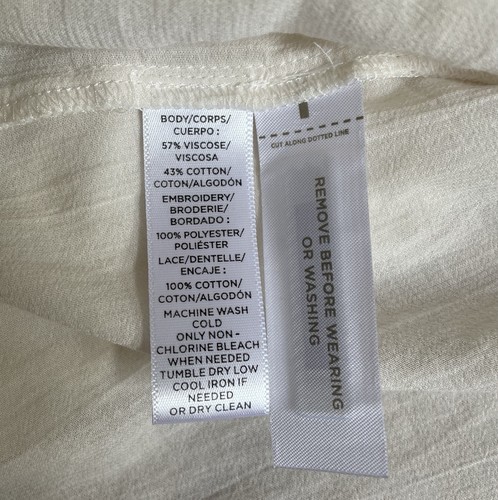 BODY/CORPS/
CUERPO :
57% VISCOSE/
VISCOSA
43% COTTON/
COTON/ALGODÓN
EMBROIDERY/
BRODERIE/
BORDADO :
100% POLYESTER/
POLIÉSTER
LACE/DENTELLE/
ENCAJE :
100% COTTON/
COTON/ALGODÓN
MACHINE WASH
COLD
ONLY NON -
CHLORINE BLEACH
WHEN NEEDED
TUMBLE DRY LOW
COOL IRON IF
NEEDED
OR DRY CLEAN
CUT ALONG DOTTED LINE
REMOVE BEFORE WEARING
OR WASHING